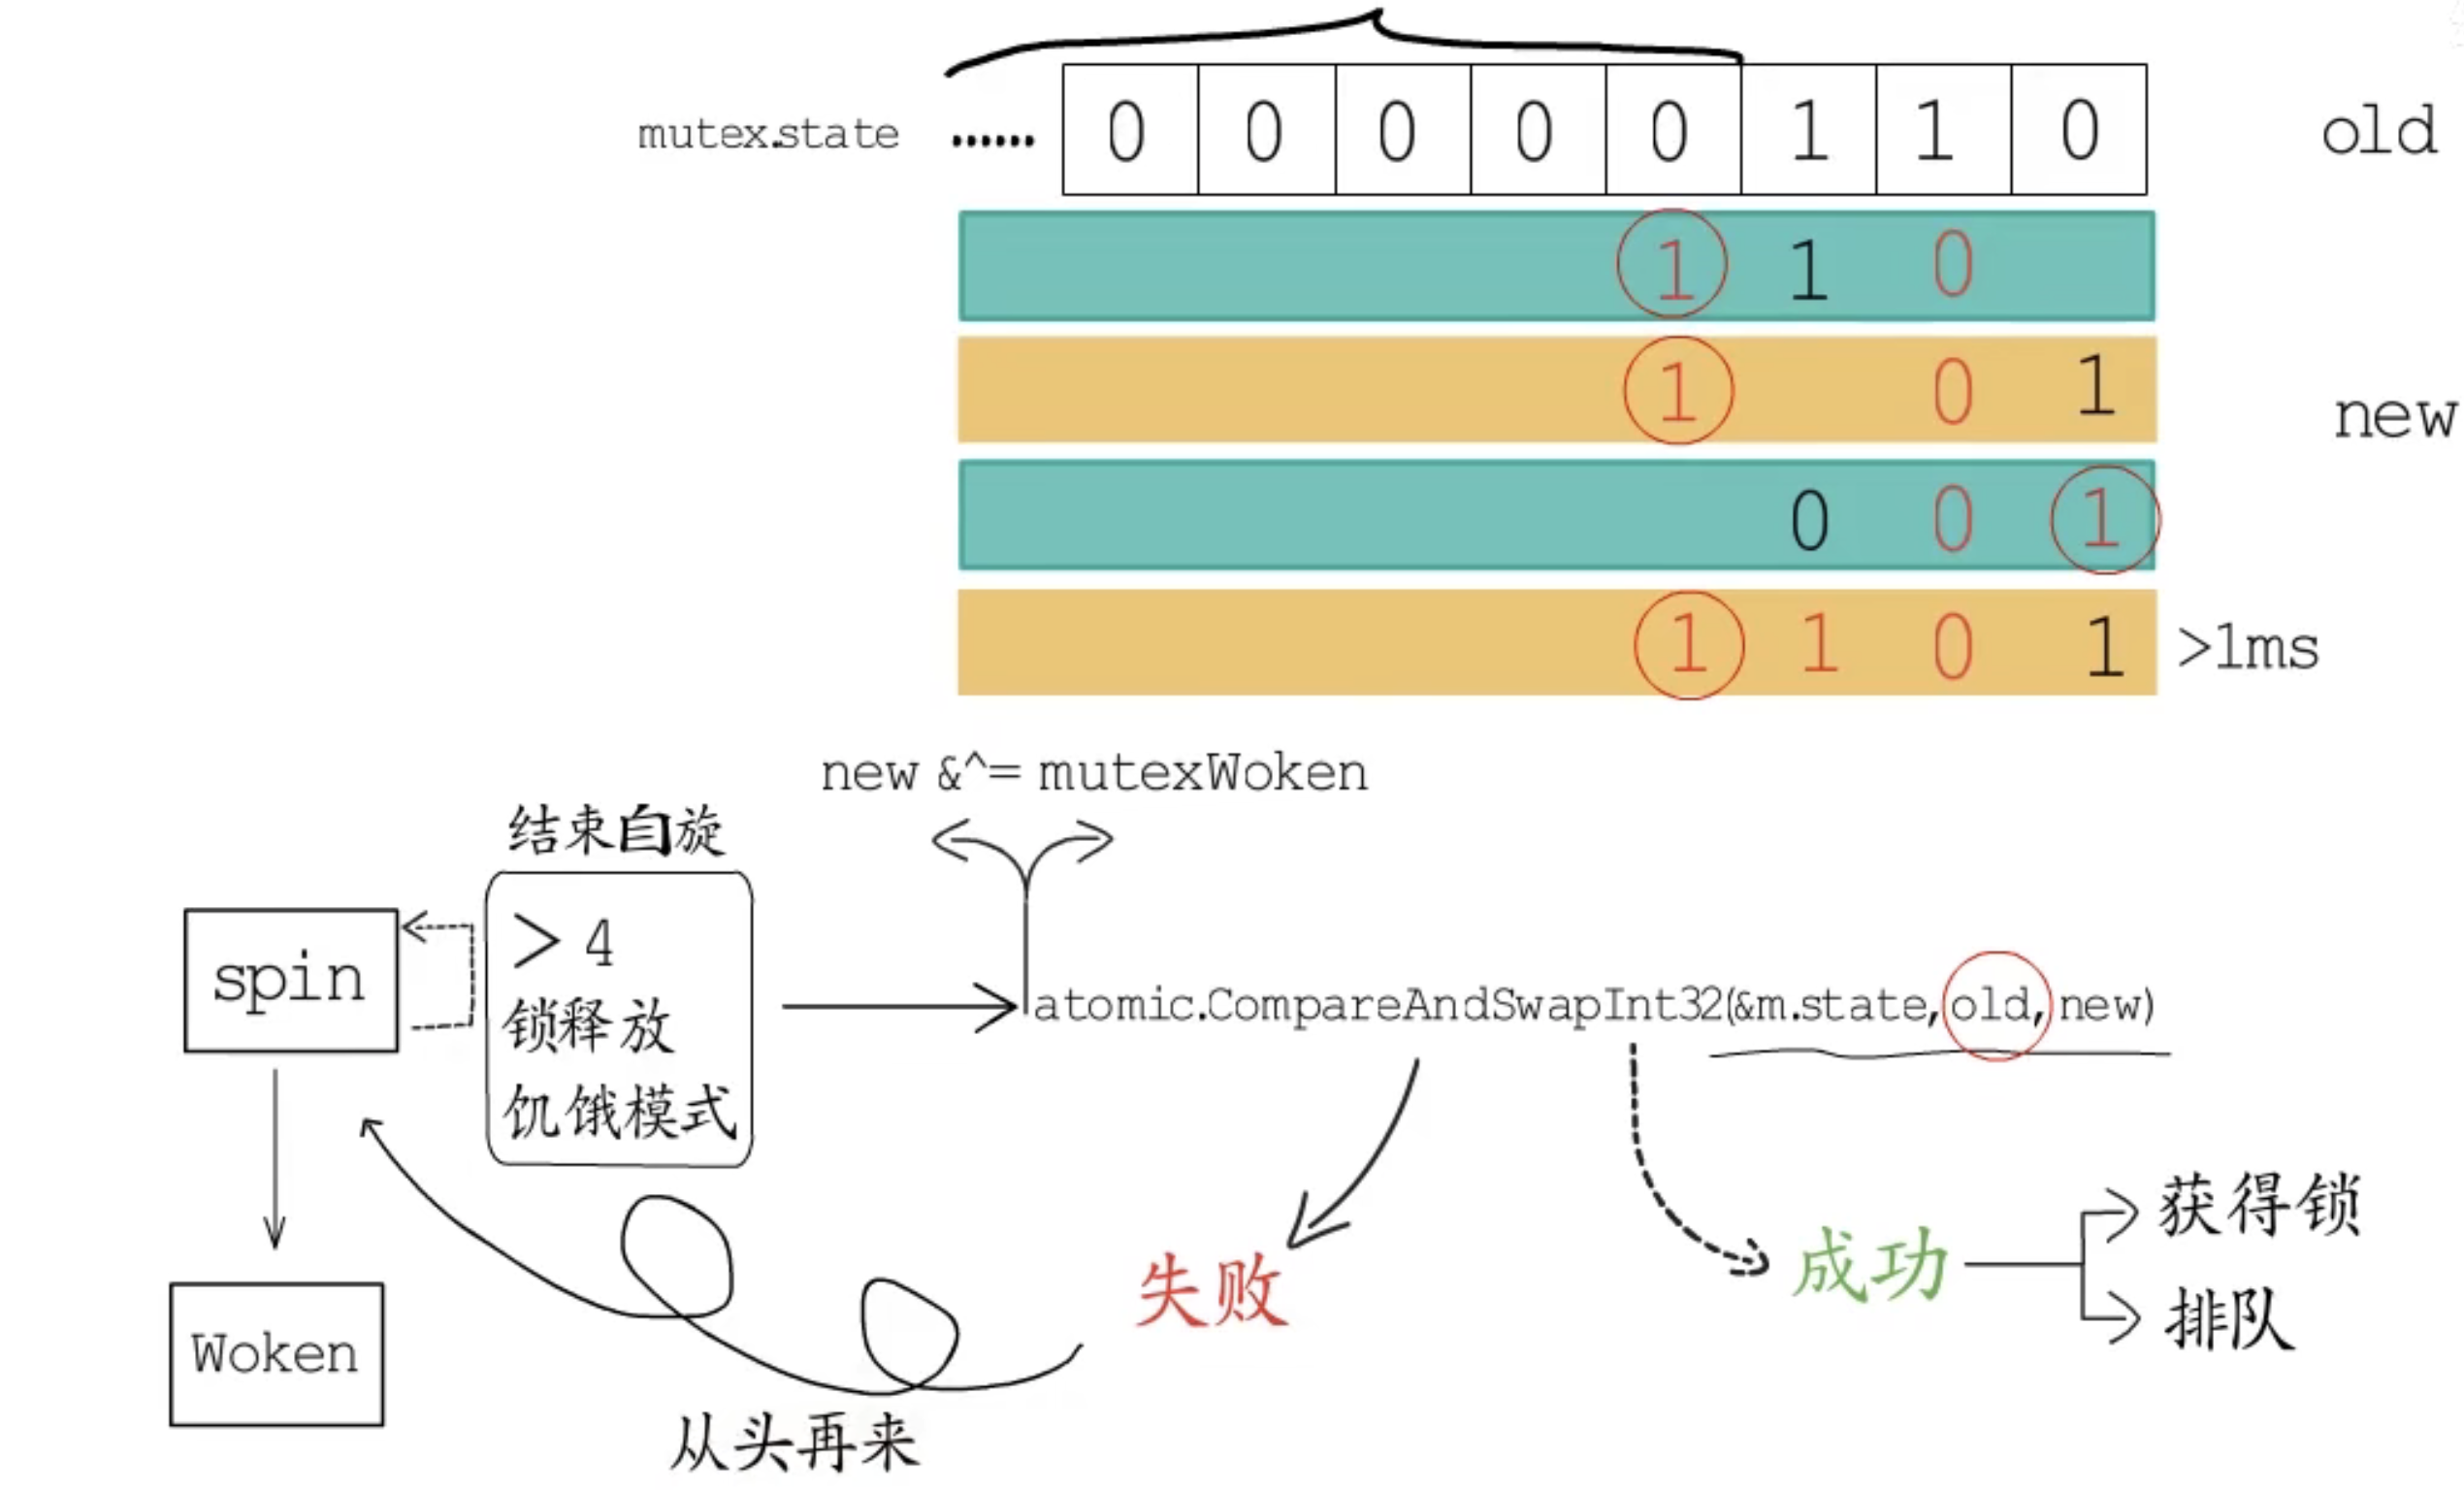 mutex.state ······ 0 0 0 0 0 1 1 0 old
1 1 0
1 0 1
new
0 0 1
1 1 0 1 >1ms
new &^= mutexWoken
结束自旋
> 4
锁释放
饥饿模式
spin
atomic.CompareAndSwapInt32(&m.state, old, new)
Woken
失败
成功
获得锁
排队
从头再来